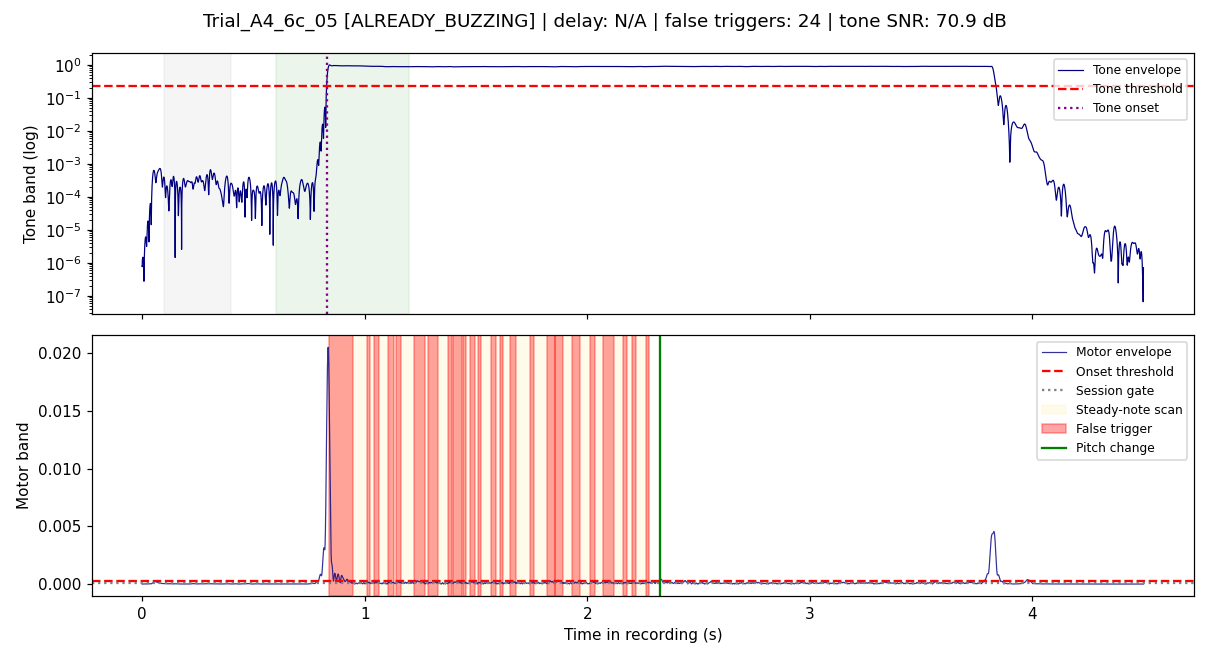 Trial_A4_6c_05 [ALREADY_BUZZING] | delay: N/A | false triggers: 24 | tone SNR: 70.9 dB
Tone band (log)
10⁰
10⁻¹
10⁻²
10⁻³
10⁻⁴
10⁻⁵
10⁻⁶
10⁻⁷
Tone envelope
Tone threshold
Tone onset
Motor band
0.020
0.015
0.010
0.005
0.000
Motor envelope
Onset threshold
Session gate
Steady-note scan
False trigger
Pitch change
0 1 2 3 4
Time in recording (s)